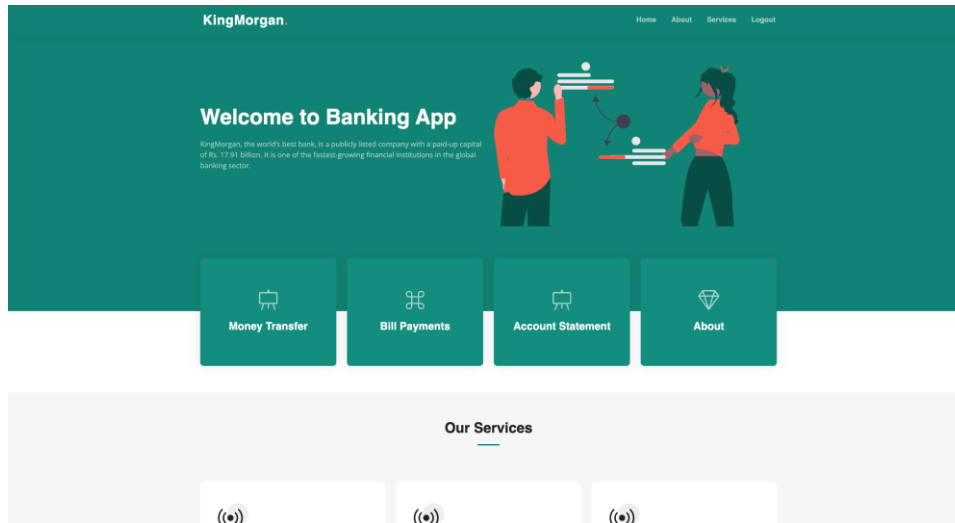 KingMorgan.
Home About Services Logout
Welcome to Banking App
KingMorgan, the world's best bank, is a publicly listed company with a paid-up capital
of Rs. 17.91 billion. It is one of the fastest-growing financial institutions in the global
banking sector.
Money Transfer
Bill Payments
Account Statement
About
Our Services